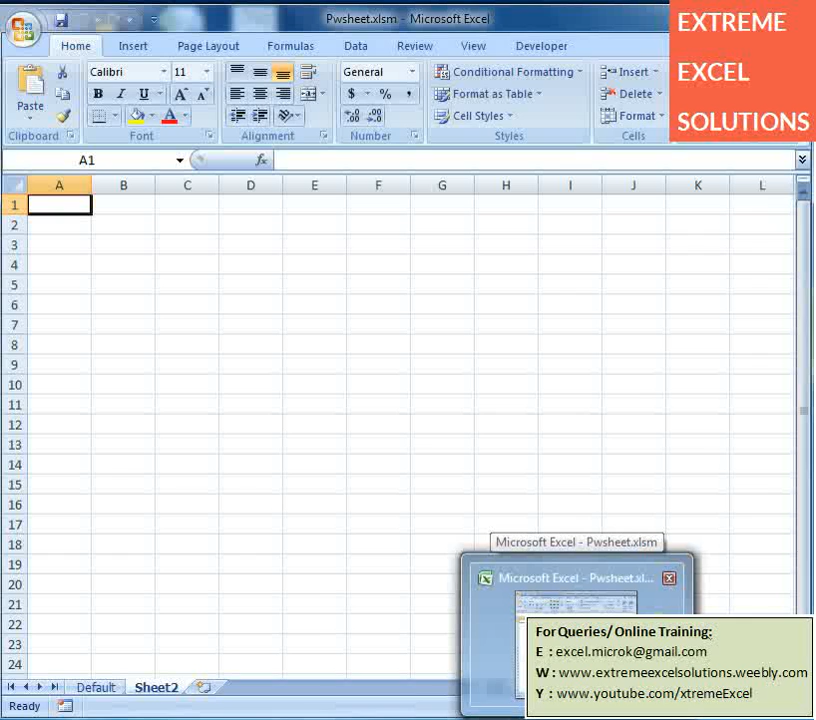 Pwsheet.xlsm - Microsoft Excel
EXTREME
EXCEL
SOLUTIONS
Home Insert Page Layout Formulas Data Review View Developer
Calibri 11 General Conditional Formatting Insert
Paste B I U A A $ % , Format as Table Delete
A Cell Styles Format
Clipboard Font Alignment Number Styles Cells
A1 fx
A B C D E F G H I J K L
1
2
3
4
5
6
7
8
9
10
11
12
13
14
15
16
17
18
19
20
21
22
23
24
Microsoft Excel - Pwsheet.xlsm
Microsoft Excel - Pwsheet.xl...
For Queries/ Online Training:
E : excel.microk@gmail.com
W : www.extremeexcelsolutions.weebly.com
Y : www.youtube.com/xtremeExcel
Default Sheet2
Ready